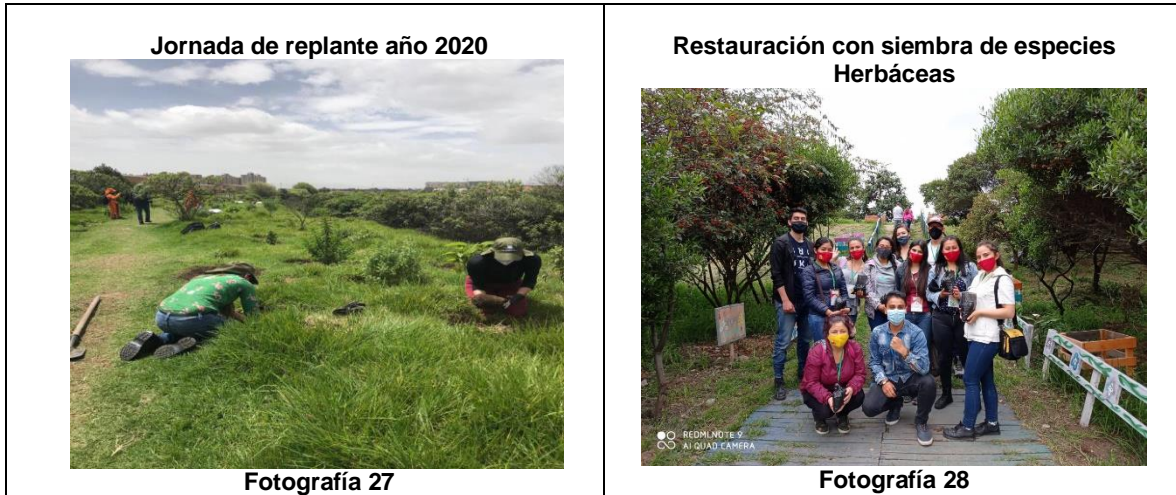 Jornada de replante año 2020
Fotografía 27
Restauración con siembra de especies
Herbáceas
REDMI NOTE 9
AI QUAD CAMERA
Fotografía 28